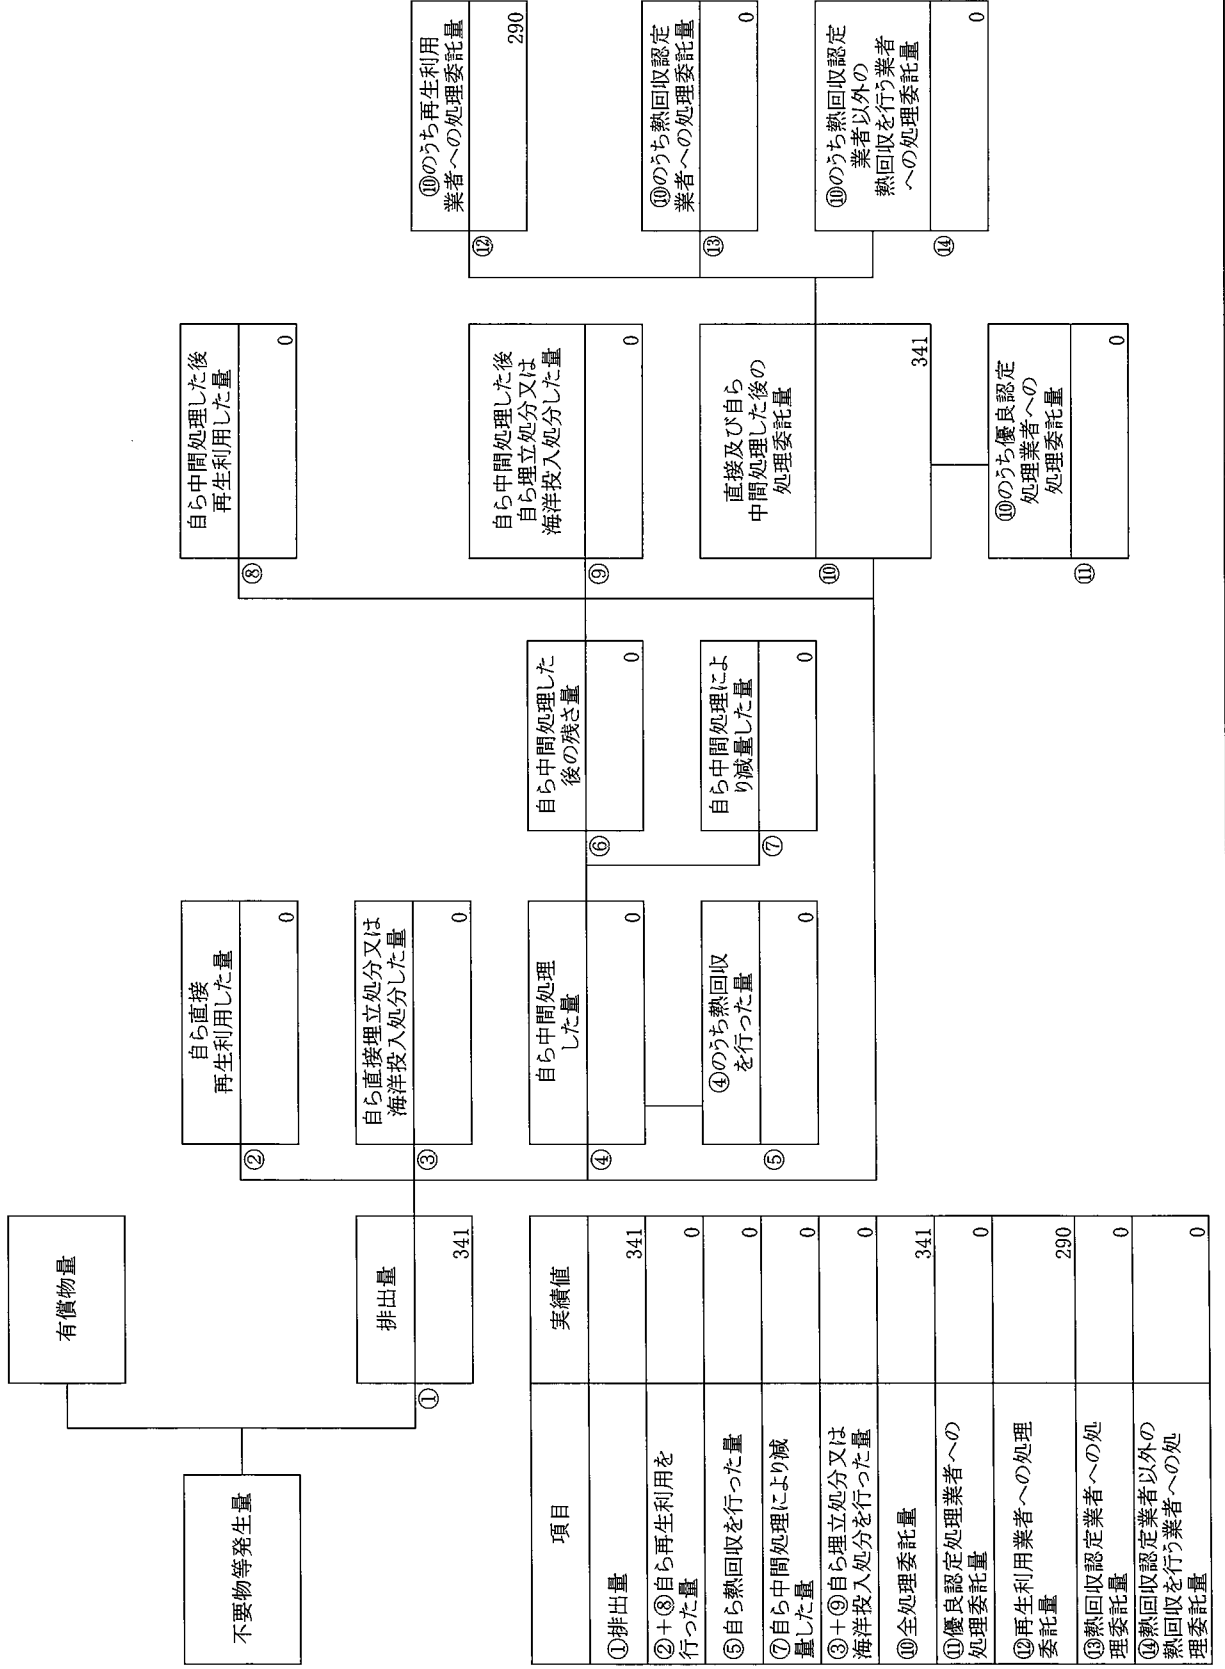 不要物等発生量
有償物量
①
排出量
341
②
自ら直接
再生利用した量
0
③
自ら直接埋立処分又は
海洋投入処分した量
0
④
自ら中間処理
した量
0
⑤
④のうち熱回収
を行った量
0
⑥
自ら中間処理した
後の残さ量
0
⑦
自ら中間処理によ
り減量した量
0
⑧
自ら中間処理した後
再生利用した量
0
⑨
自ら中間処理した後
自ら埋立処分又は
海洋投入処分した量
0
⑩
直接及び自ら
中間処理した後の
処理委託量
341
⑪
⑩のうち優良認定
処理業者への
処理委託量
0
⑫
⑩のうち再生利用
業者への処理委託量
290
⑬
⑩のうち熱回収認定
業者への処理委託量
0
⑭
⑩のうち熱回収認定
業者以外の
熱回収を行う業者
への処理委託量
0
項目 実績値
①排出量 341
②+⑧自ら再生利用を
行った量 0
⑤自ら熱回収を行った量 0
⑦自ら中間処理により減
量した量 0
③+⑨自ら埋立処分又は
海洋投入処分を行った量 0
⑩全処理委託量 341
⑪優良認定処理業者への
処理委託量 0
⑫再生利用業者への処理
委託量 290
⑬熱回収認定業者への処
理委託量 0
⑭熱回収認定業者以外の
熱回収を行う業者への処
理委託量 0